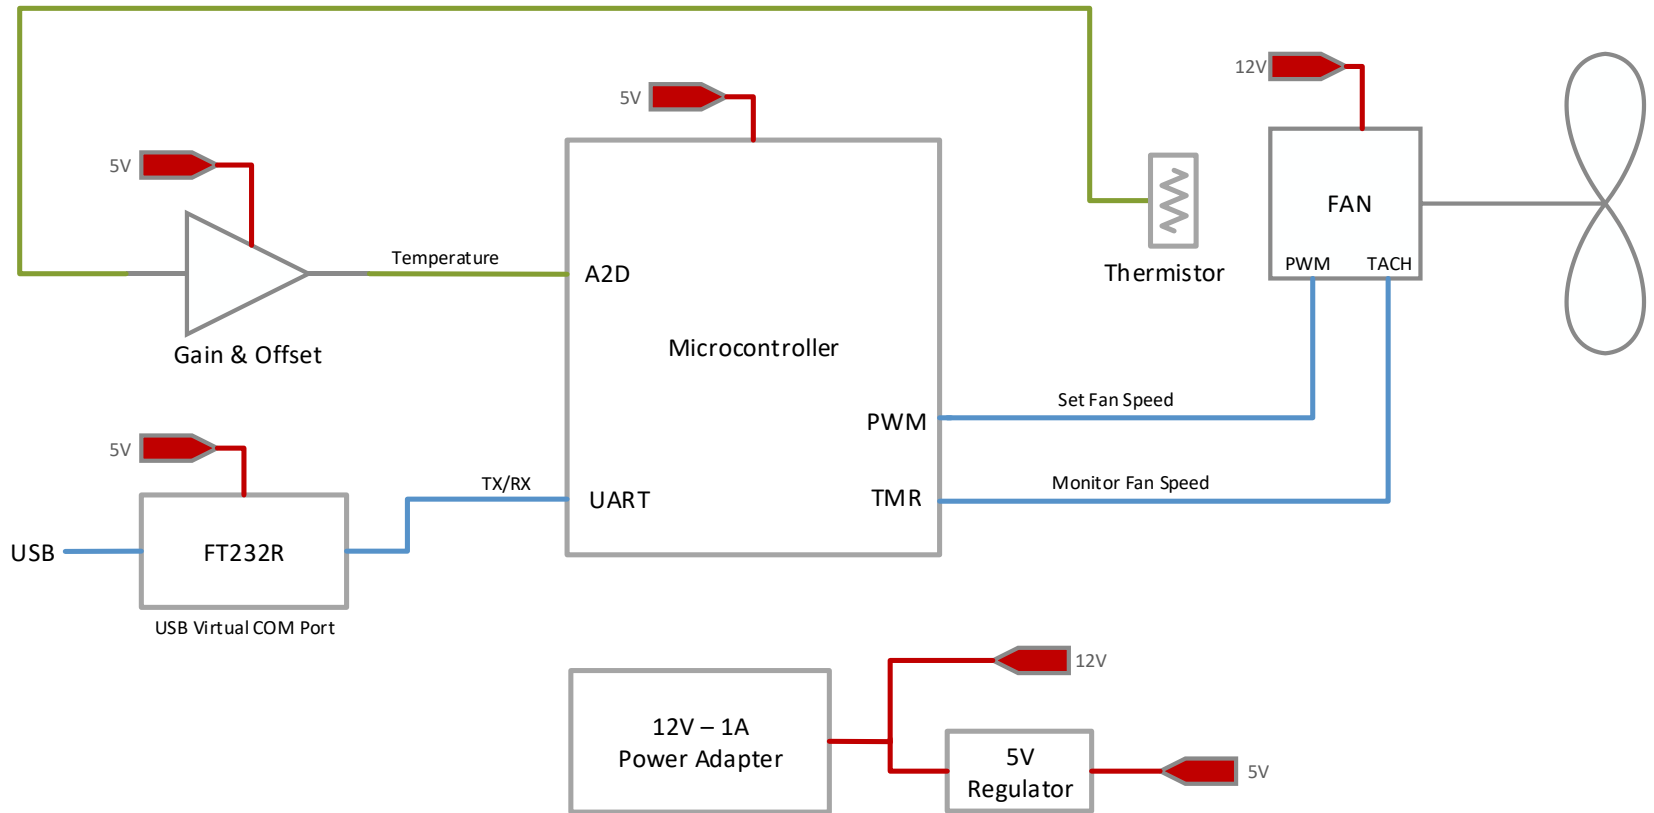 12V
5V
5V
FAN
PWM
TACH
Temperature
A2D
Thermistor
Gain & Offset
Microcontroller
Set Fan Speed
PWM
5V
TX/RX
Monitor Fan Speed
UART
TMR
USB
FT232R
USB Virtual COM Port
12V
12V – 1A
Power Adapter
5V
Regulator
5V